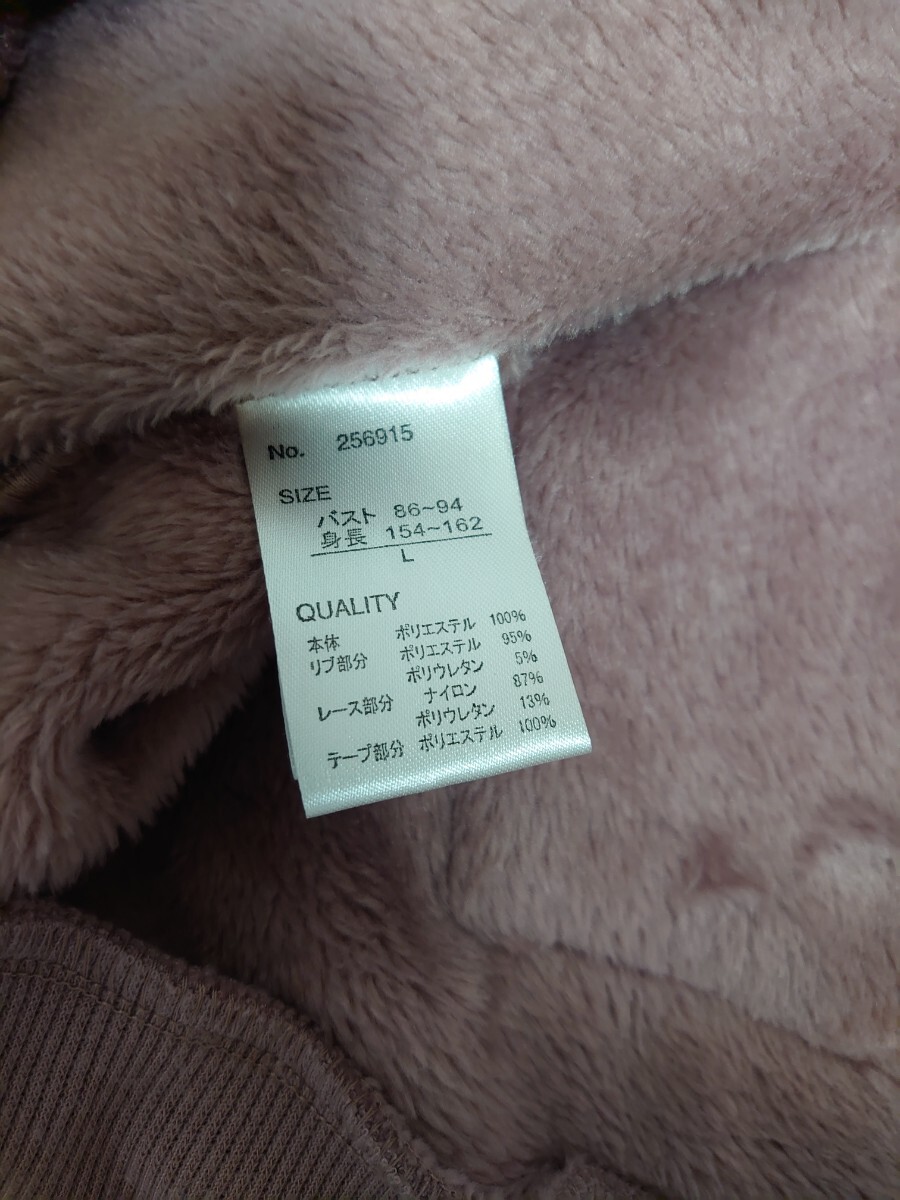 No. 256915
SIZE
バスト 86~94
身長 154~162
L
QUALITY
本体 ポリエステル 100%
リブ部分 ポリエステル 95%
ポリウレタン 5%
レース部分 ナイロン 87%
ポリウレタン 13%
テープ部分 ポリエステル 100%